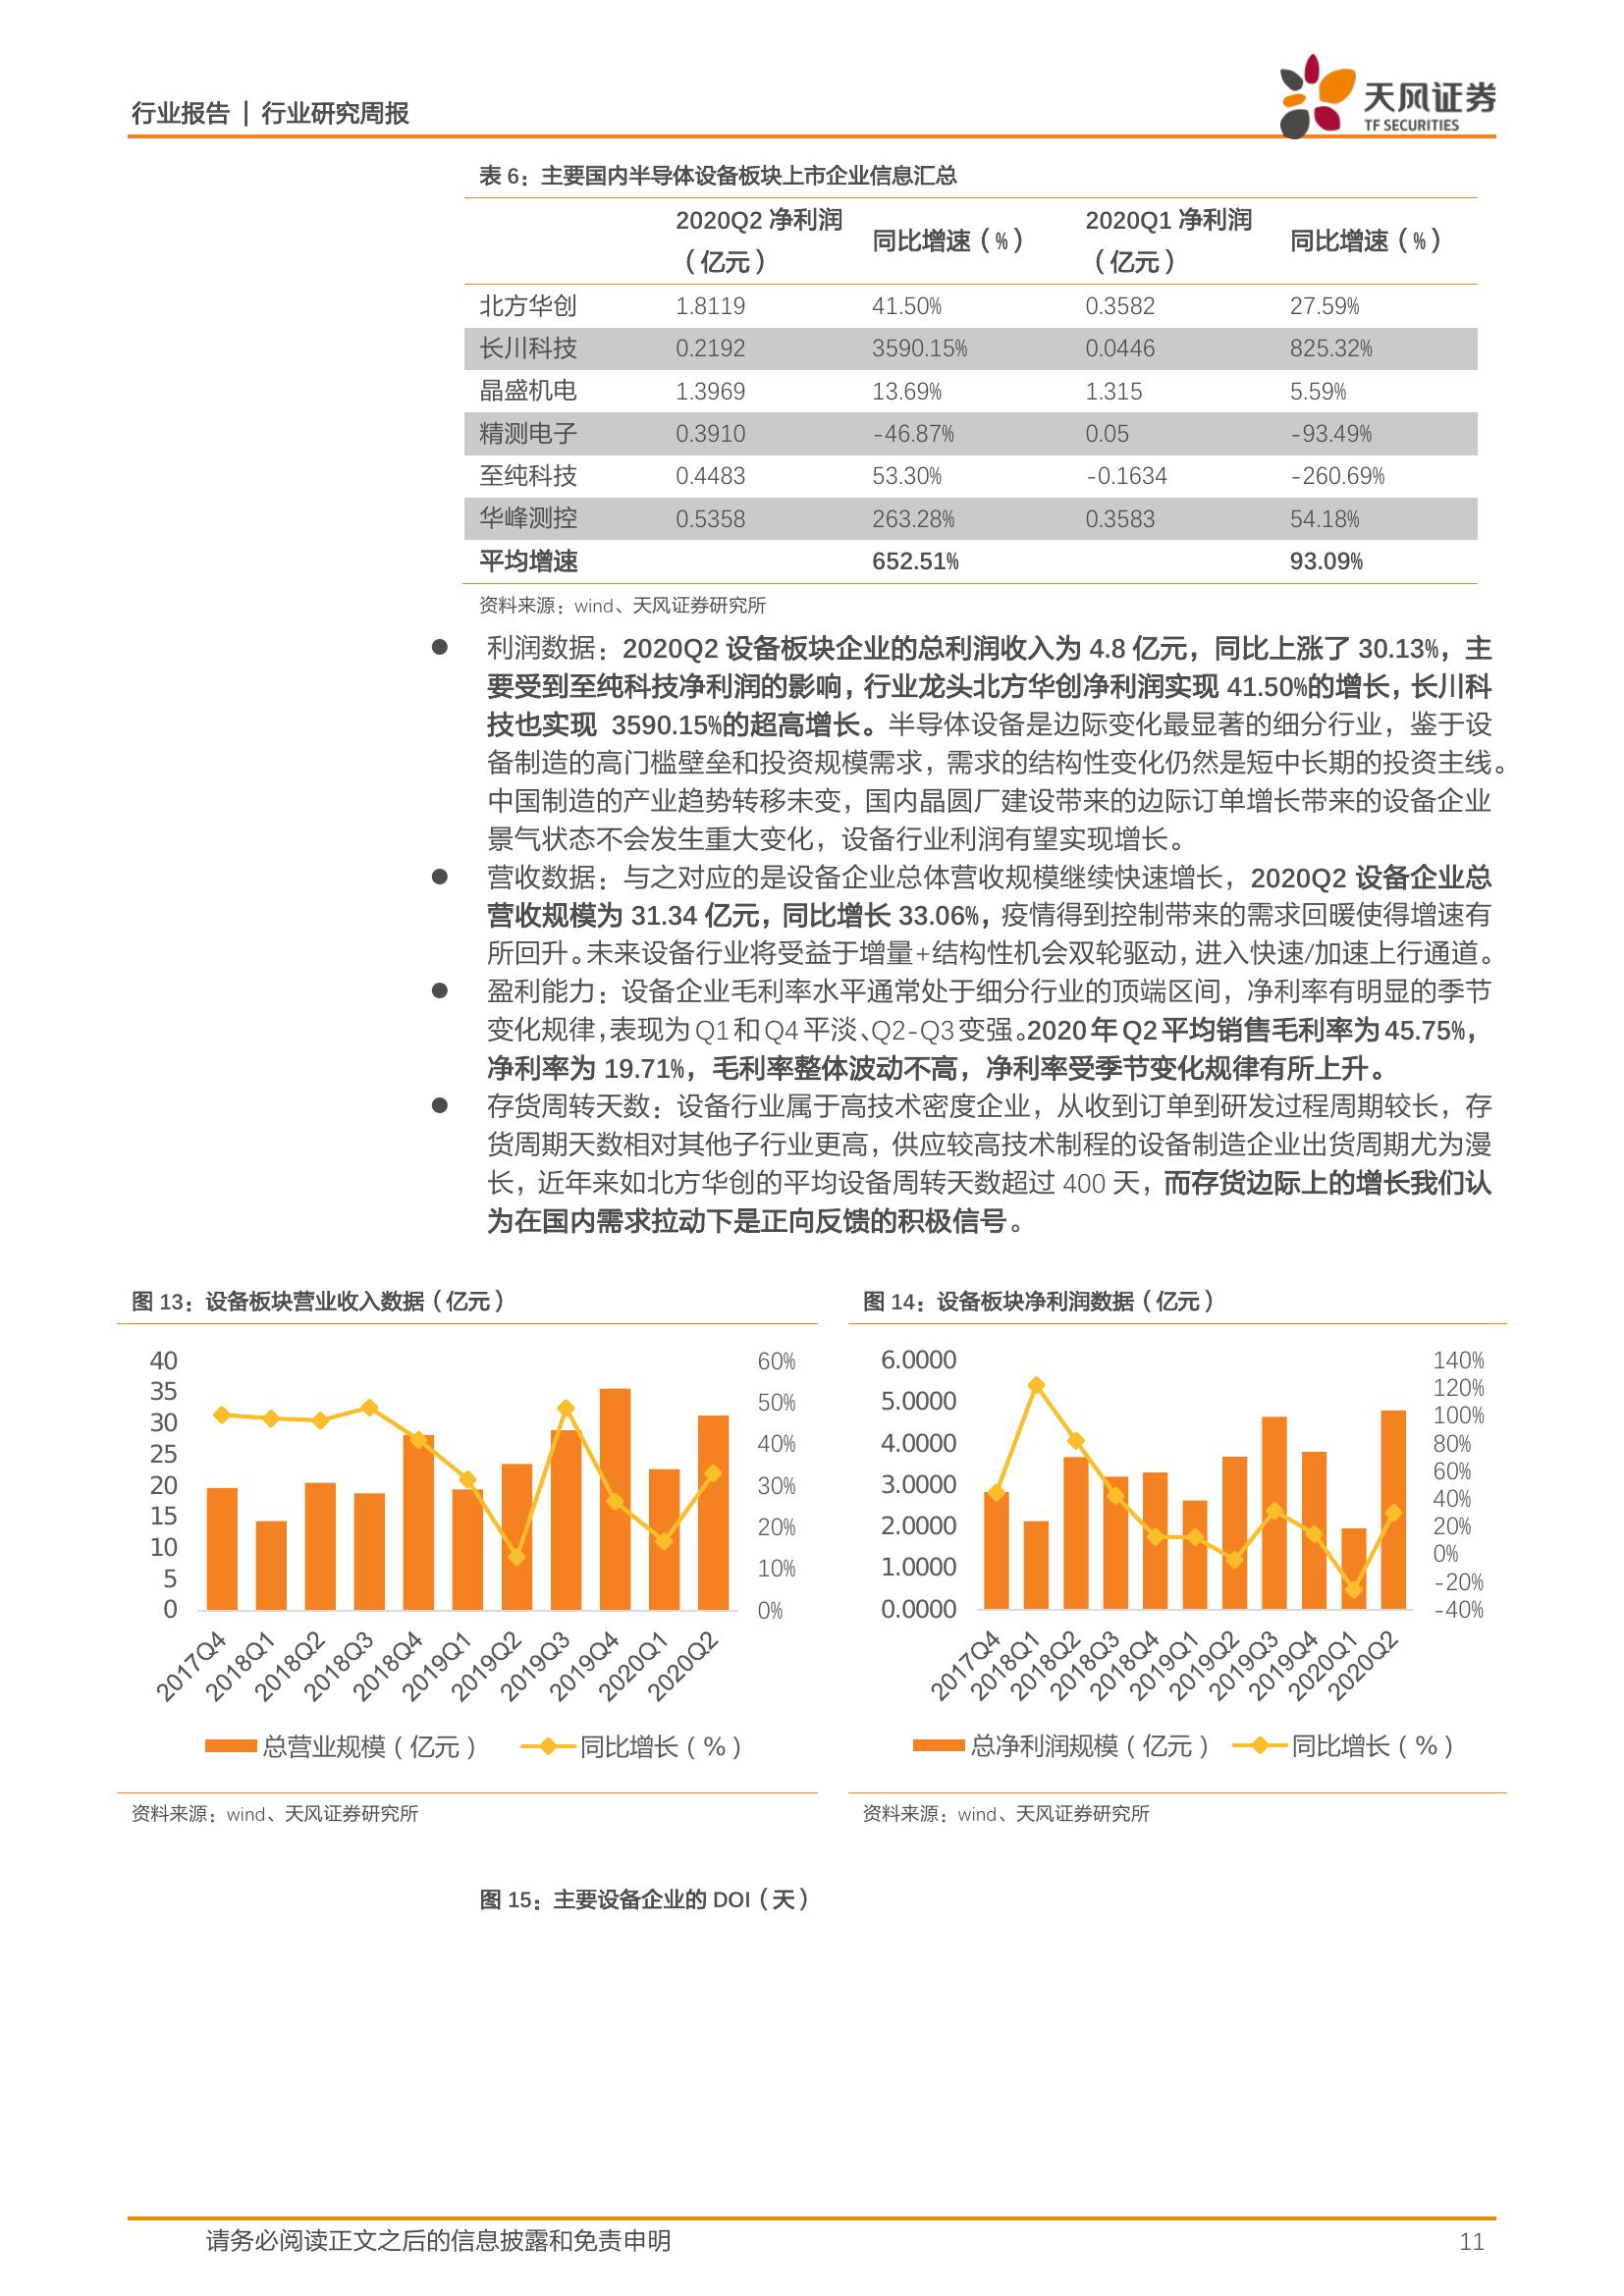 行业报告 | 行业研究周报
天风证券
TF SECURITIES
表 6：主要国内半导体设备板块上市企业信息汇总
2020Q2 净利润（亿元） 同比增速（%） 2020Q1 净利润（亿元） 同比增速（%）
北方华创 1.8119 41.50% 0.3582 27.59%
长川科技 0.2192 3590.15% 0.0446 825.32%
晶盛机电 1.3969 13.69% 1.315 5.59%
精测电子 0.3910 -46.87% 0.05 -93.49%
至纯科技 0.4483 53.30% -0.1634 -260.69%
华峰测控 0.5358 263.28% 0.3583 54.18%
平均增速 652.51% 93.09%
资料来源：wind、天风证券研究所
● 利润数据：2020Q2 设备板块企业的总利润收入为 4.8 亿元，同比上涨了 30.13%，主
要受到至纯科技净利润的影响，行业龙头北方华创净利润实现 41.50%的增长，长川科
技也实现 3590.15%的超高增长。半导体设备是边际变化最显著的细分行业，鉴于设
备制造的高门槛壁垒和投资规模需求，需求的结构性变化仍然是短中长期的投资主线。
中国制造的产业趋势转移未变，国内晶圆厂建设带来的边际订单增长带来的设备企业
景气状态不会发生重大变化，设备行业利润有望实现增长。
● 营收数据：与之对应的是设备企业总体营收规模继续快速增长，2020Q2 设备企业总
营收规模为 31.34 亿元，同比增长 33.06%，疫情得到控制带来的需求回暖使得增速有
所回升。未来设备行业将受益于增量+结构性机会双轮驱动，进入快速/加速上行通道。
● 盈利能力：设备企业毛利率水平通常处于细分行业的顶端区间，净利率有明显的季节
变化规律，表现为 Q1 和 Q4 平淡、Q2-Q3 变强。2020 年 Q2 平均销售毛利率为 45.75%，
净利率为 19.71%，毛利率整体波动不高，净利率受季节变化规律有所上升。
● 存货周转天数：设备行业属于高技术密度企业，从收到订单到研发过程周期较长，存
货周期天数相对其他子行业更高，供应较高技术制程的设备制造企业出货周期尤为漫
长，近年来如北方华创的平均设备周转天数超过 400 天，而存货边际上的增长我们认
为在国内需求拉动下是正向反馈的积极信号。
图 13：设备板块营业收入数据（亿元）
40
35
30
25
20
15
10
5
0
60%
50%
40%
30%
20%
10%
0%
2017Q4 2018Q1 2018Q2 2018Q3 2018Q4 2019Q1 2019Q2 2019Q3 2019Q4 2020Q1 2020Q2
总营业规模（亿元） 同比增长（%）
资料来源：wind、天风证券研究所
图 14：设备板块净利润数据（亿元）
6.0000
5.0000
4.0000
3.0000
2.0000
1.0000
0.0000
140%
120%
100%
80%
60%
40%
20%
0%
-20%
-40%
2017Q4 2018Q1 2018Q2 2018Q3 2018Q4 2019Q1 2019Q2 2019Q3 2019Q4 2020Q1 2020Q2
总净利润规模（亿元） 同比增长（%）
资料来源：wind、天风证券研究所
图 15：主要设备企业的 DOI（天）
请务必阅读正文之后的信息披露和免责申明
11